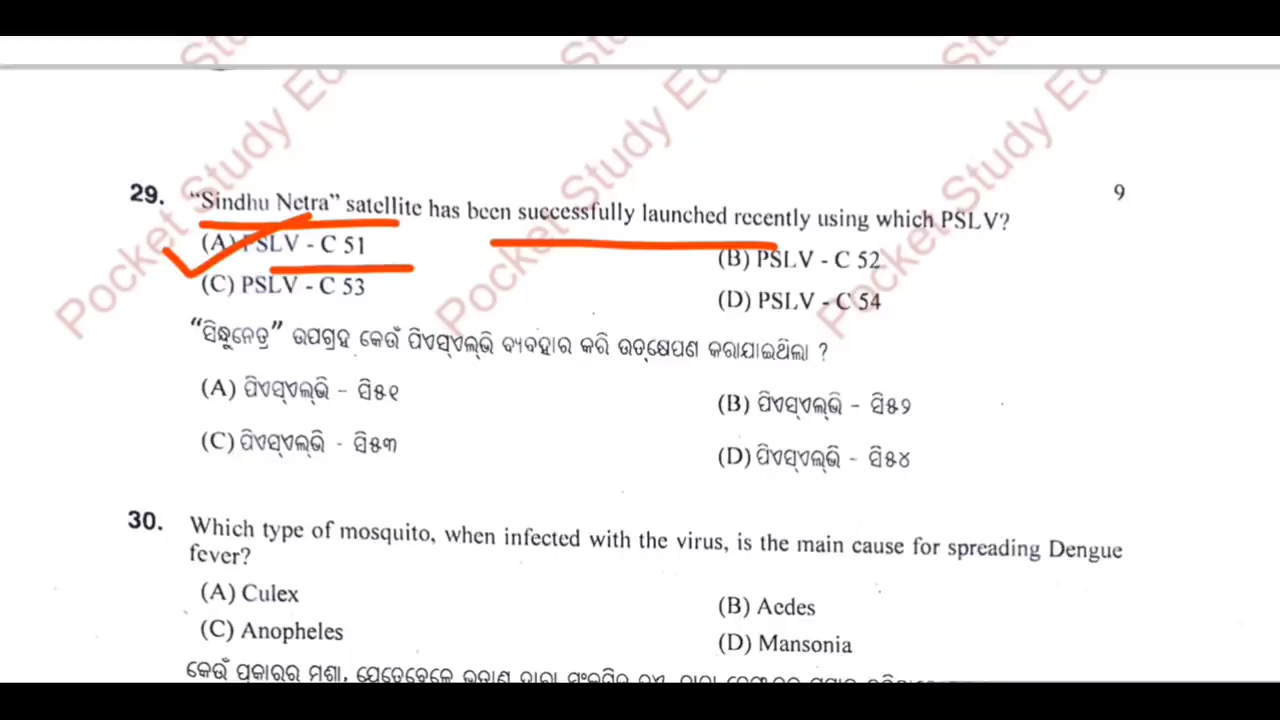 9
29. “Sindhu Netra” satellite has been successfully launched recently using which PSLV?
(A) PSLV - C 51
(B) PSLV - C 52
(C) PSLV - C 53
(D) PSLV - C 54
“ସିନ୍ଧୁନେତ୍ର” ଉପଗ୍ରହ କେଉଁ ପିଏସ୍ଏଲ୍ଭି ବ୍ୟବହାର କରି ଉତ୍କ୍ଷେପଣ କରାଯାଇଥିଲା ?
(A) ପିଏସ୍ଏଲ୍ଭି - ସି୫୧
(B) ପିଏସ୍ଏଲ୍ଭି - ସି୫୨
(C) ପିଏସ୍ଏଲ୍ଭି - ସି୫୩
(D) ପିଏସ୍ଏଲ୍ଭି - ସି୫୪
30. Which type of mosquito, when infected with the virus, is the main cause for spreading Dengue
fever?
(A) Culex
(B) Aedes
(C) Anopheles
(D) Mansonia
କେଉଁ ପ୍ରକାରର ମଶା, ଯେତେବେଳେ
Pocket Study Ed
Pocket Study Ed
Pocket Study Ed